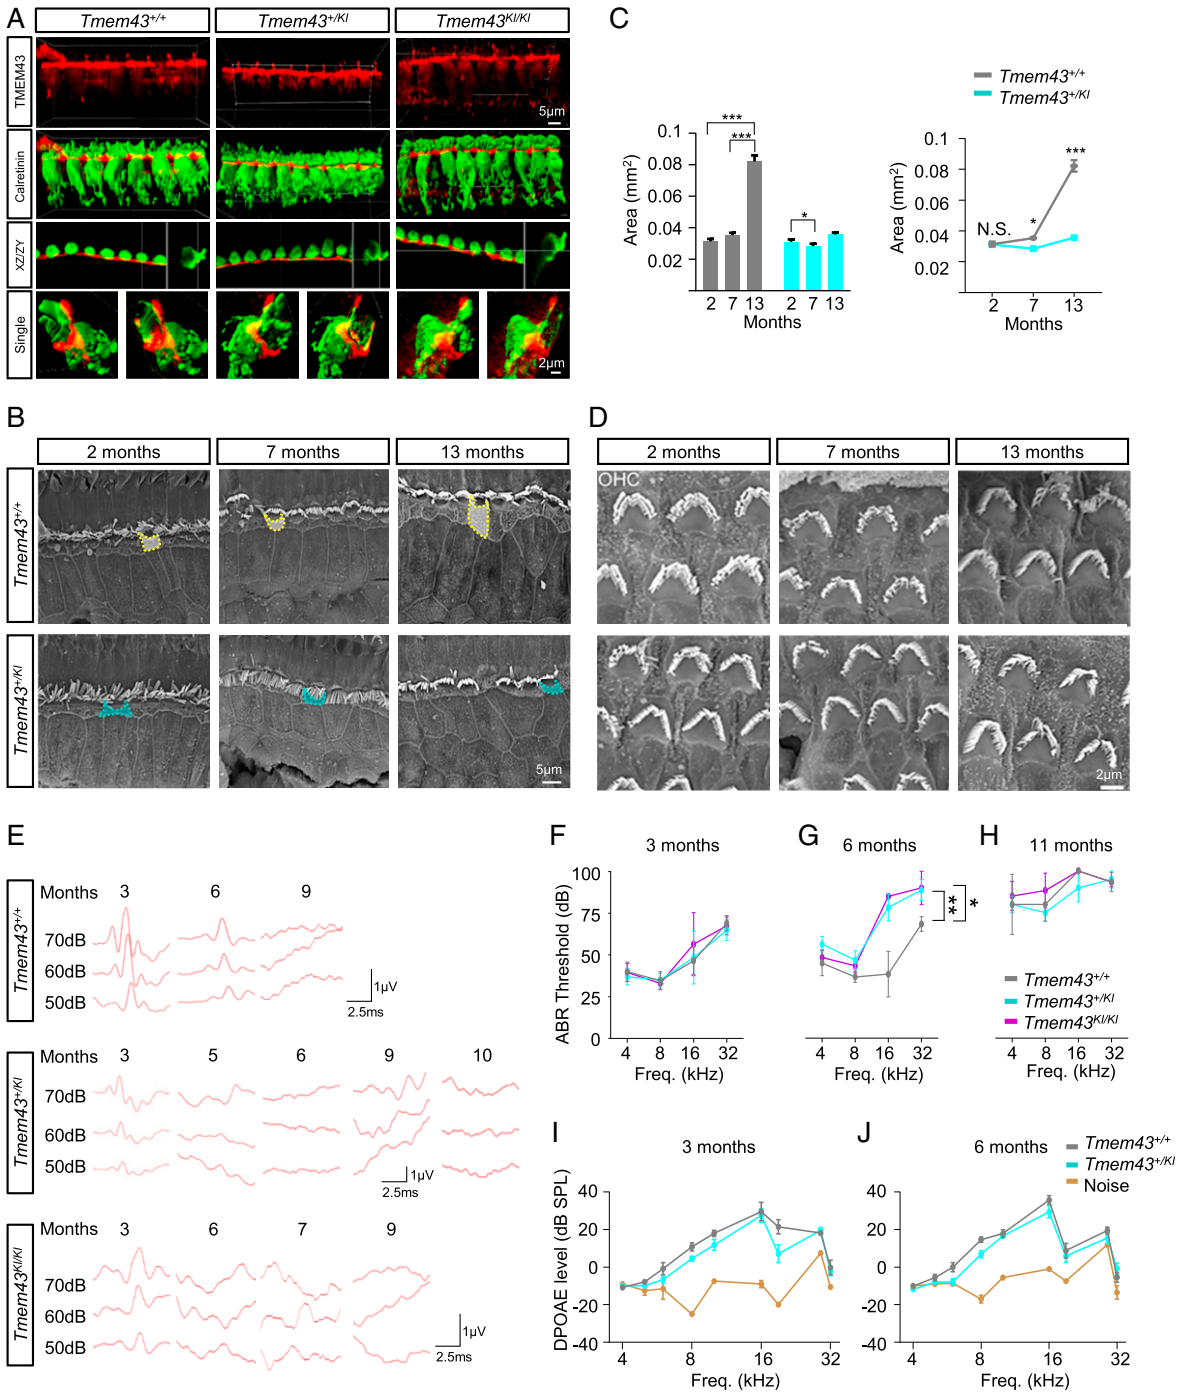 A
Tmem43+/+
Tmem43+/KI
Tmem43KI/KI
TMEM43
5µm
Calretinin
XZ/ZY
Single
2µm
B
2 months
7 months
13 months
Tmem43+/+
Tmem43+/KI
5µm
C
Tmem43+/+
Tmem43+/KI
0.1
0.08
0.06
0.04
0.02
Area (mm2)
***
***
*
2 7 13 2 7 13
Months
0.1
0.08
0.06
0.04
0.02
Area (mm2)
N.S.
*
***
2 7 13
Months
D
2 months
7 months
13 months
OHC
2µm
E
Tmem43+/+
Months 3 6 9
70dB
60dB
50dB
1µV
2.5ms
Tmem43+/KI
Months 3 5 6 9 10
70dB
60dB
50dB
1µV
2.5ms
Tmem43KI/KI
Months 3 6 7 9
70dB
60dB
50dB
1µV
2.5ms
F
3 months
G
6 months
H
11 months
ABR Threshold (dB)
100
75
50
25
0
** *
Tmem43+/+
Tmem43+/KI
Tmem43KI/KI
4 8 16 32
4 8 16 32
4 8 16 32
Freq. (kHz)
Freq. (kHz)
Freq. (kHz)
I
3 months
DPOAE level (dB SPL)
40
20
0
-20
-40
4 8 16 32
Freq. (kHz)
J
6 months
Tmem43+/+
Tmem43+/KI
Noise
40
20
0
-20
-40
4 8 16 32
Freq. (kHz)